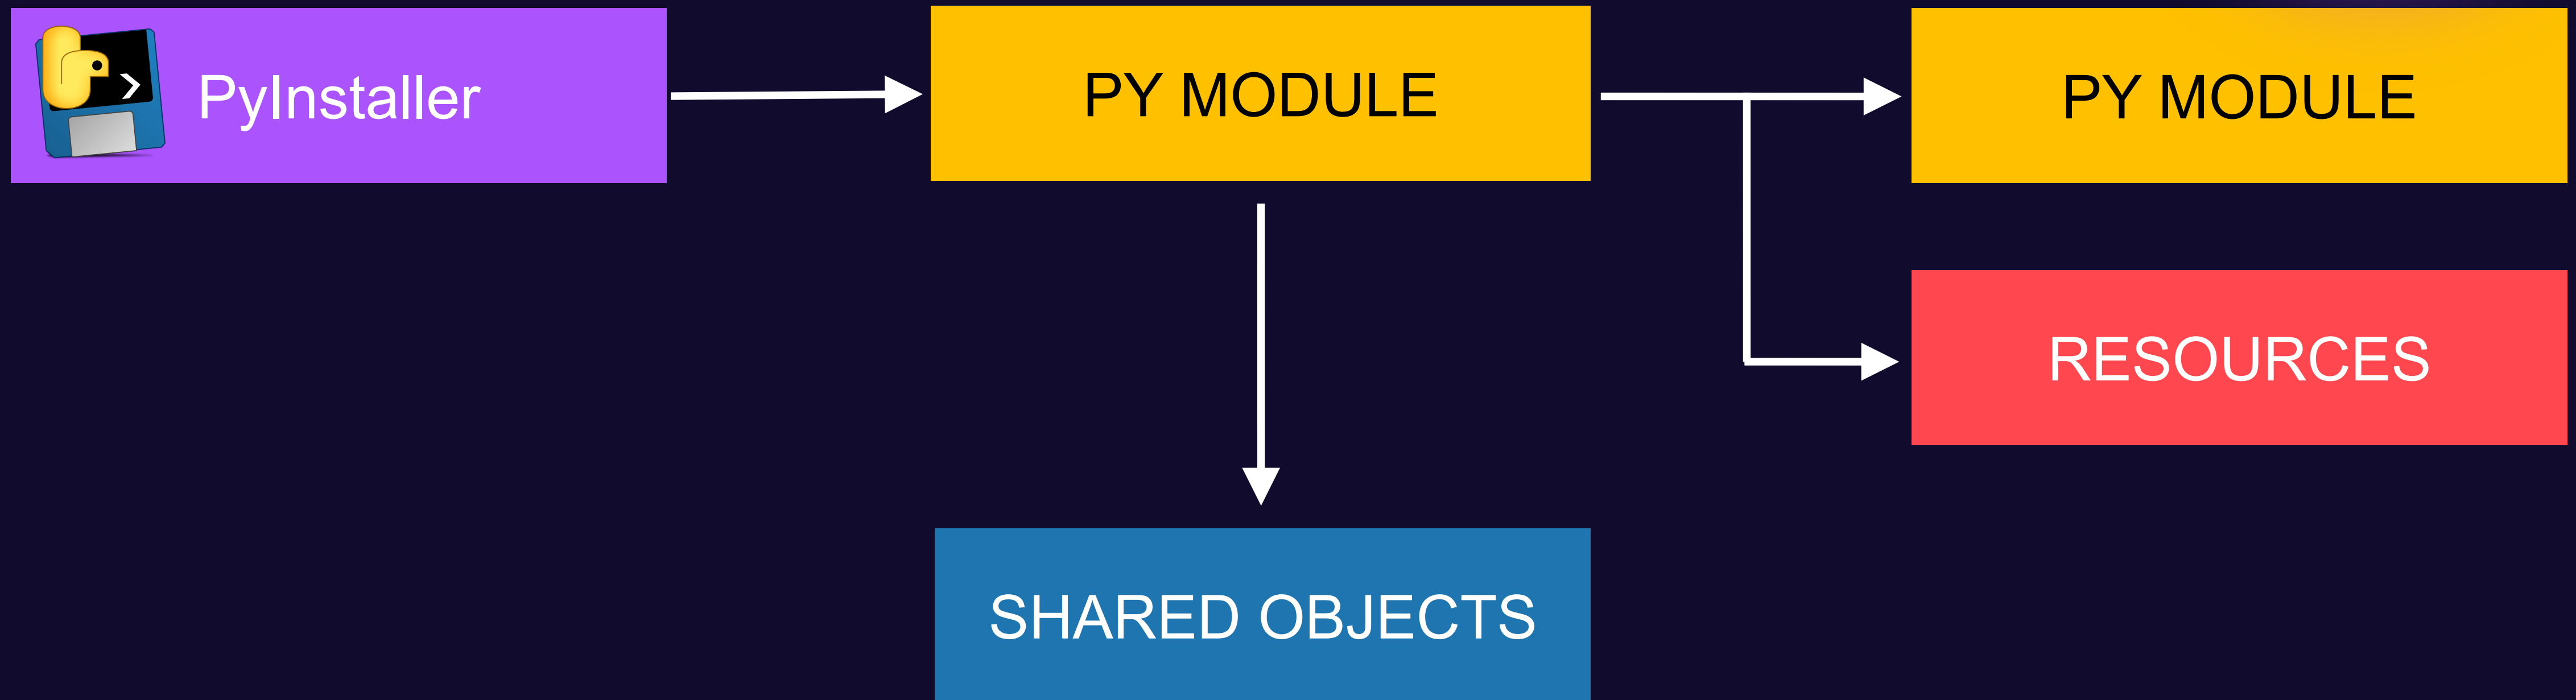 PyInstaller
PY MODULE
PY MODULE
RESOURCES
SHARED OBJECTS